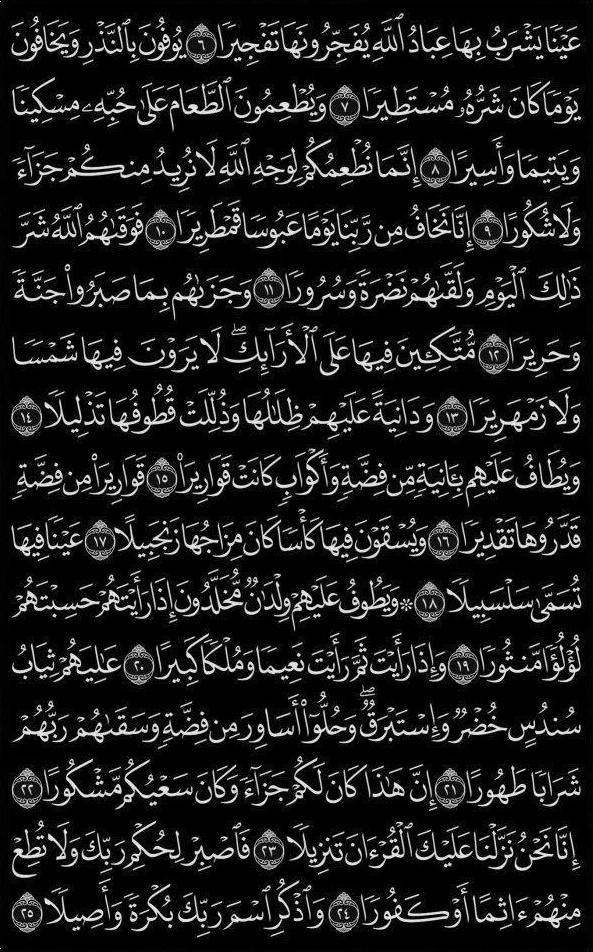 عَيْنًا يَشْرَبُ بِهَا عِبَادُ ٱللَّهِ يُفَجِّرُونَهَا تَفْجِيرًا ٦ يُوفُونَ بِٱلنَّذْرِ وَيَخَافُونَ
يَوْمًا كَانَ شَرُّهُۥ مُسْتَطِيرًا ٧ وَيُطْعِمُونَ ٱلطَّعَامَ عَلَىٰ حُبِّهِۦ مِسْكِينًا
وَيَتِيمًا وَأَسِيرًا ٨ إِنَّمَا نُطْعِمُكُمْ لِوَجْهِ ٱللَّهِ لَا نُرِيدُ مِنكُمْ جَزَآءً
وَلَا شُكُورًا ٩ إِنَّا نَخَافُ مِن رَّبِّنَا يَوْمًا عَبُوسًا قَمْطَرِيرًا ١٠ فَوَقَىٰهُمُ ٱللَّهُ شَرَّ
ذَٰلِكَ ٱلْيَوْمِ وَلَقَّىٰهُمْ نَضْرَةً وَسُرُورًا ١١ وَجَزَىٰهُم بِمَا صَبَرُوا۟ جَنَّةً
وَحَرِيرًا ١٢ مُّتَّكِـِٔينَ فِيهَا عَلَى ٱلْأَرَآئِكِ ۖ لَا يَرَوْنَ فِيهَا شَمْسًا
وَلَا زَمْهَرِيرًا ١٣ وَدَانِيَةً عَلَيْهِمْ ظِلَٰلُهَا وَذُلِّلَتْ قُطُوفُهَا تَذْلِيلًا ١٤
وَيُطَافُ عَلَيْهِم بِـَٔانِيَةٍ مِّن فِضَّةٍ وَأَكْوَابٍ كَانَتْ قَوَارِيرَا۠ ١٥ قَوَارِيرَا۟ مِن فِضَّةٍ
قَدَّرُوهَا تَقْدِيرًا ١٦ وَيُسْقَوْنَ فِيهَا كَأْسًا كَانَ مِزَاجُهَا زَنجَبِيلًا ١٧ عَيْنًا فِيهَا
تُسَمَّىٰ سَلْسَبِيلًا ١٨ ۞ وَيَطُوفُ عَلَيْهِمْ وِلْدَٰنٌ مُّخَلَّدُونَ إِذَا رَأَيْتَهُمْ حَسِبْتَهُمْ
لُؤْلُؤًا مَّنثُورًا ١٩ وَإِذَا رَأَيْتَ ثَمَّ رَأَيْتَ نَعِيمًا وَمُلْكًا كَبِيرًا ٢٠ عَٰلِيَهُمْ ثِيَابُ
سُندُسٍ خُضْرٌ وَإِسْتَبْرَقٌ ۖ وَحُلُّوٓا۟ أَسَاوِرَ مِن فِضَّةٍ وَسَقَىٰهُمْ رَبُّهُمْ
شَرَابًا طَهُورًا ٢١ إِنَّ هَٰذَا كَانَ لَكُمْ جَزَآءً وَكَانَ سَعْيُكُم مَّشْكُورًا ٢٢
إِنَّا نَحْنُ نَزَّلْنَا عَلَيْكَ ٱلْقُرْءَانَ تَنزِيلًا ٢٣ فَٱصْبِرْ لِحُكْمِ رَبِّكَ وَلَا تُطِعْ
مِنْهُمْ ءَاثِمًا أَوْ كَفُورًا ٢٤ وَٱذْكُرِ ٱسْمَ رَبِّكَ بُكْرَةً وَأَصِيلًا ٢٥